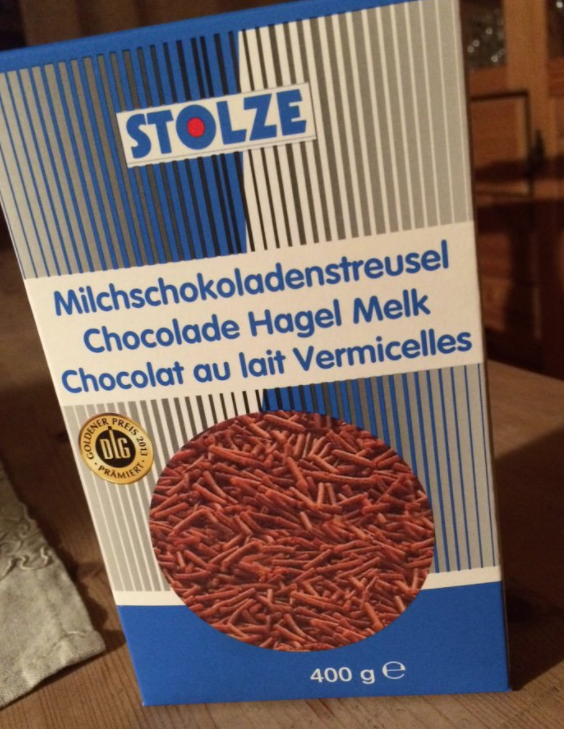 STOLZE
Milchschokoladenstreusel
Chocolade Hagel Melk
Chocolat au lait Vermicelles
GOLDENER PREIS 2013
DLG
PRÄMIERT
400 g ℮